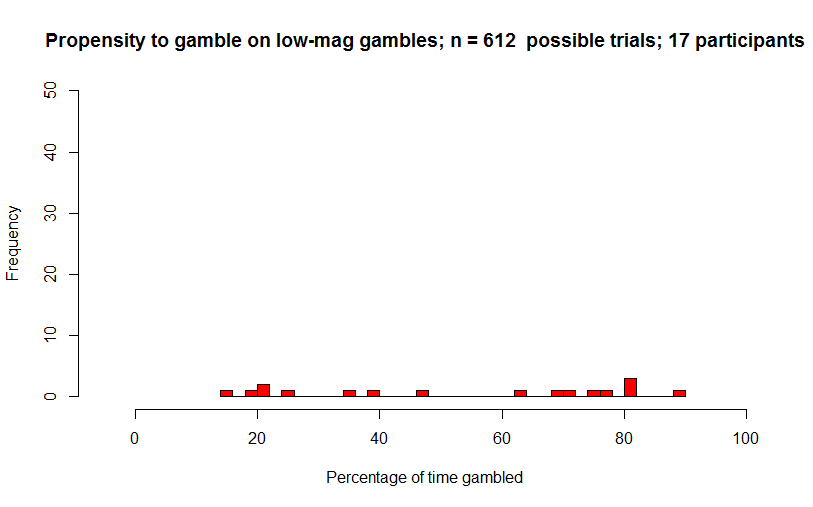 Propensity to gamble on low-mag gambles; n = 612  possible trials; 17 participants
50
40
30
20
10
0
Frequency
0 20 40 60 80 100
Percentage of time gambled